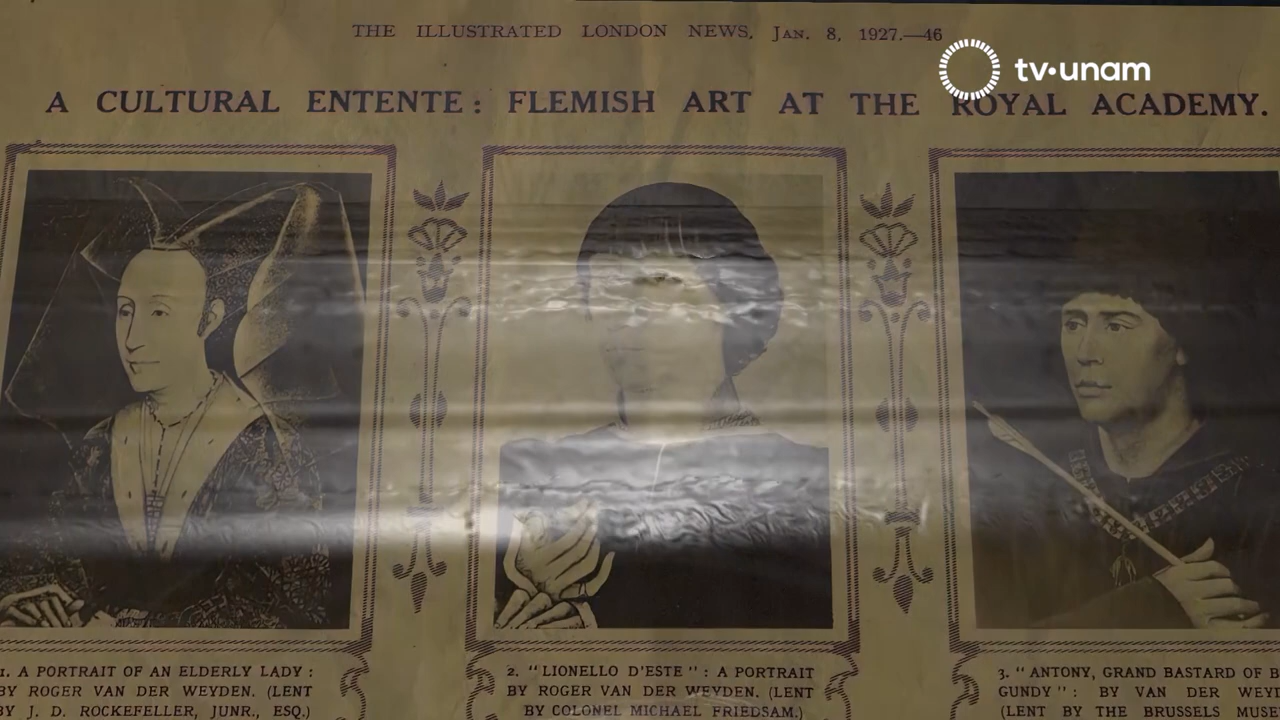 THE ILLUSTRATED LONDON NEWS, JAN. 8, 1927.—46
tv·unam
A CULTURAL ENTENTE: FLEMISH ART AT THE ROYAL ACADEMY.
1. A PORTRAIT OF AN ELDERLY LADY:
BY ROGER VAN DER WEYDEN. (LENT
BY J. D. ROCKEFELLER, JUNR., ESQ.)
2. "LIONELLO D'ESTE": A PORTRAIT
BY ROGER VAN DER WEYDEN. (LENT
BY COLONEL MICHAEL FRIEDSAM.)
3. "ANTONY, GRAND BASTARD OF B
GUNDY": BY VAN DER WEYD
(LENT BY THE BRUSSELS MUSE